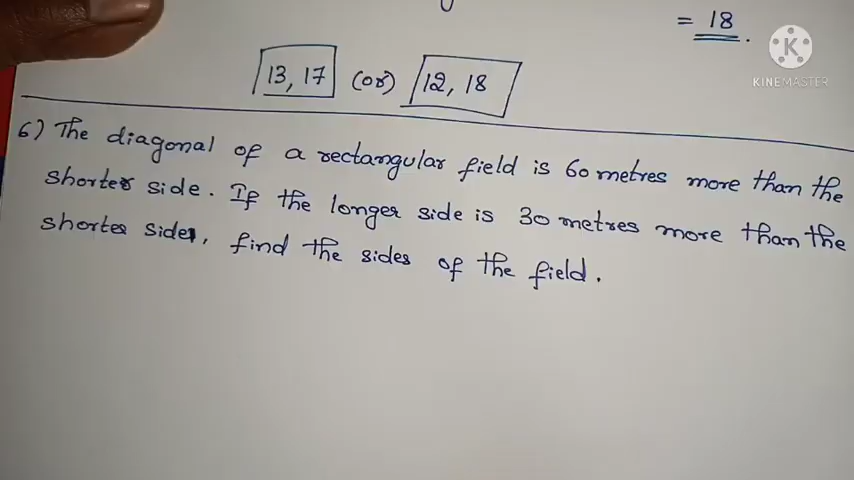 = 18.
KINEMASTER
13, 17 (or) 12, 18
6) The diagonal of a rectangular field is 60 metres more than the
shorter side. If the longer side is 30 metres more than the
shorter side, find the sides of the field.